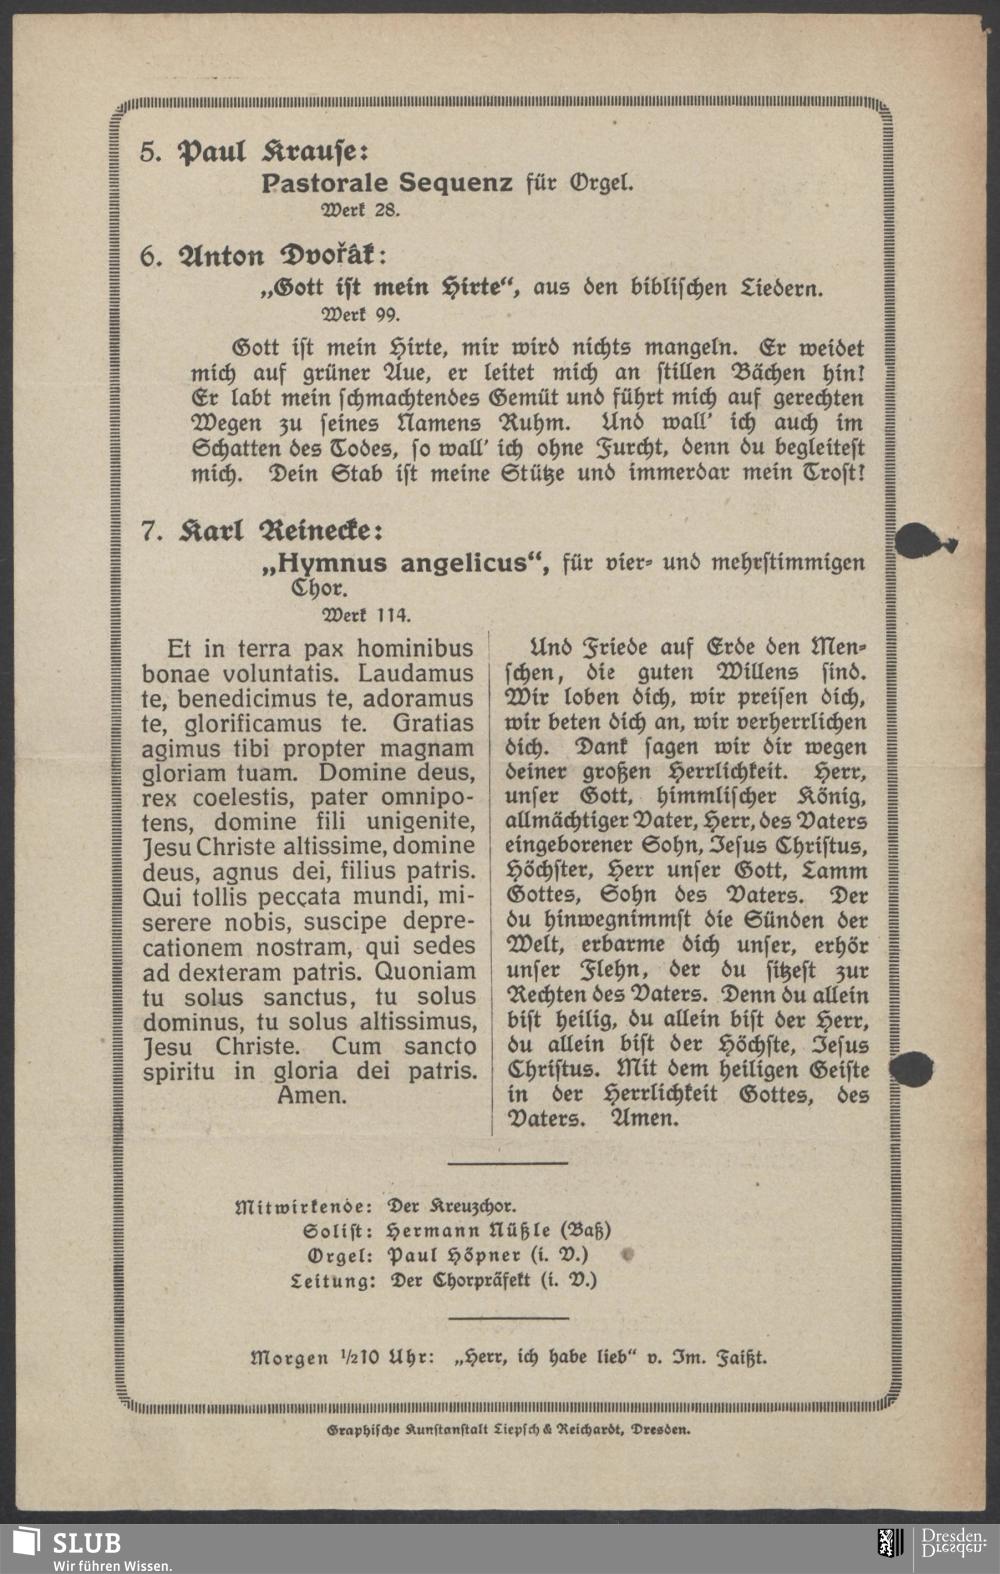 5. Paul Krause:
Pastorale Sequenz für Orgel.
Werk 28.
6. Anton Dvořâk:
„Gott ist mein Hirte“, aus den biblischen Liedern.
Werk 99.
Gott ist mein Hirte, mir wird nichts mangeln. Er weidet
mich auf grüner Aue, er leitet mich an stillen Bächen hin!
Er labt mein schmachtendes Gemüt und führt mich auf gerechten
Wegen zu seines Namens Ruhm. Und wall' ich auch im
Schatten des Todes, so wall' ich ohne Furcht, denn du begleitest
mich. Dein Stab ist meine Stütze und immerdar mein Trost!
7. Karl Reinecke:
„Hymnus angelicus“, für vier- und mehrstimmigen
Chor.
Werk 114.
Et in terra pax hominibus
bonae voluntatis. Laudamus
te, benedicimus te, adoramus
te, glorificamus te. Gratias
agimus tibi propter magnam
gloriam tuam. Domine deus,
rex coelestis, pater omnipo-
tens, domine fili unigenite,
Jesu Christe altissime, domine
deus, agnus dei, filius patris.
Qui tollis peccata mundi, mi-
serere nobis, suscipe depre-
cationem nostram, qui sedes
ad dexteram patris. Quoniam
tu solus sanctus, tu solus
dominus, tu solus altissimus,
Jesu Christe. Cum sancto
spiritu in gloria dei patris.
Amen.
Und Friede auf Erde den Men-
schen, die guten Willens sind.
Wir loben dich, wir preisen dich,
wir beten dich an, wir verherrlichen
dich. Dank sagen wir dir wegen
deiner großen Herrlichkeit. Herr,
unser Gott, himmlischer König,
allmächtiger Vater, Herr, des Vaters
eingeborener Sohn, Jesus Christus,
Höchster, Herr unser Gott, Lamm
Gottes, Sohn des Vaters. Der
du hinwegnimmst die Sünden der
Welt, erbarme dich unser, erhör
unser Flehn, der du sitzest zur
Rechten des Vaters. Denn du allein
bist heilig, du allein bist der Herr,
du allein bist der Höchste, Jesus
Christus. Mit dem heiligen Geiste
in der Herrlichkeit Gottes, des
Vaters. Amen.
Mitwirkende: Der Kreuzchor.
Solist: Hermann Nüßle (Baß)
Orgel: Paul Höpner (i. V.)
Leitung: Der Chorpräfekt (i. V.)
Morgen ½10 Uhr: „Herr, ich habe lieb“ v. Im. Faißt.
Graphische Kunstanstalt Liepsch & Reichardt, Dresden.
SLUB
Wir führen Wissen.
Dresden.
Dresden.